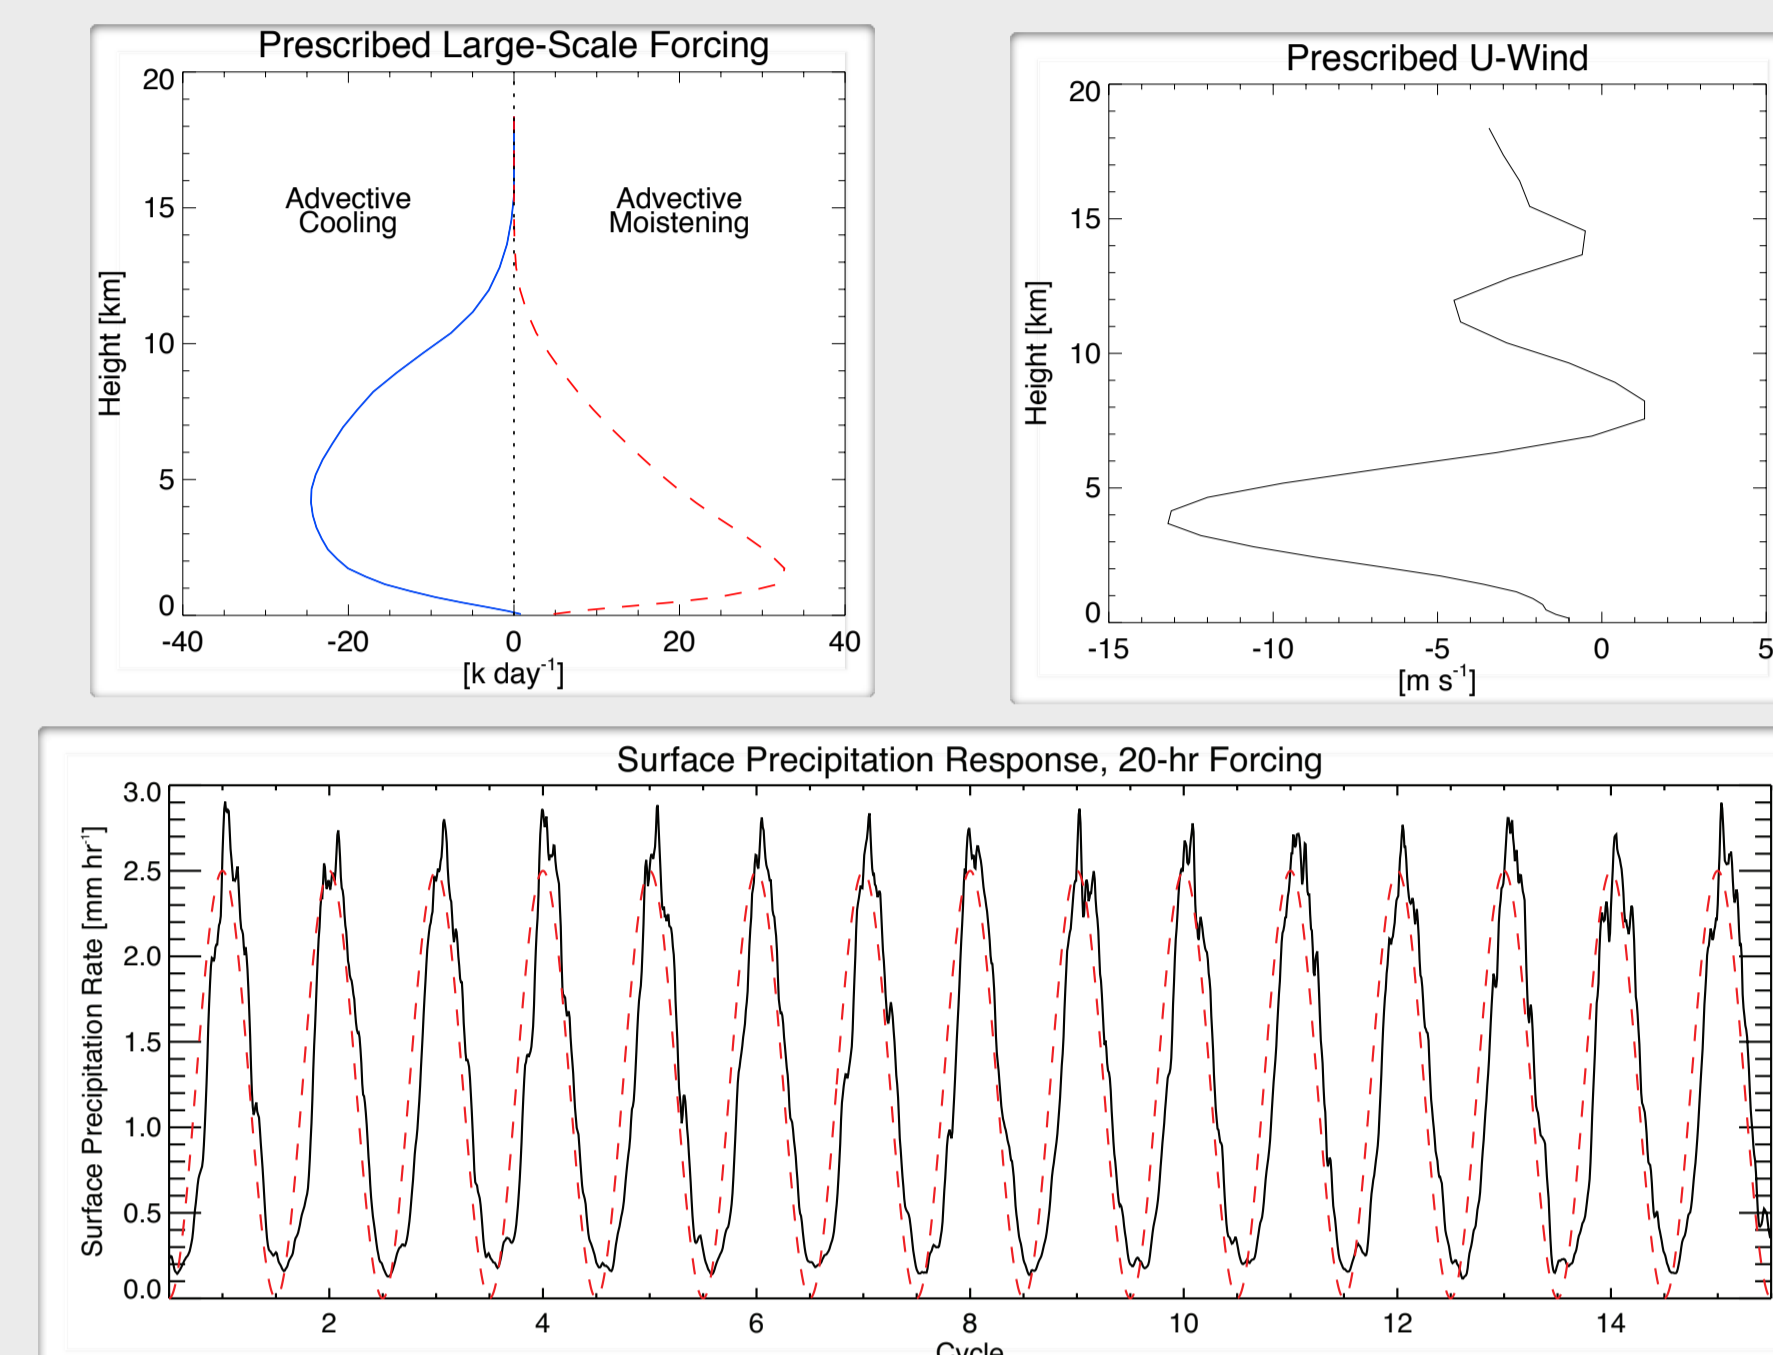 Prescribed Large-Scale Forcing
20
15
10
5
0
Height [km]
Advective
Cooling
Advective
Moistening
-40 -20 0 20 40
[k day-1]
Prescribed U-Wind
20
15
10
5
0
Height [km]
-15 -10 -5 0 5
[m s-1]
Surface Precipitation Response, 20-hr Forcing
3.0
2.5
2.0
1.5
1.0
0.5
0.0
Surface Precipitation Rate [mm hr-1]
2 4 6 8 10 12 14
Cycle